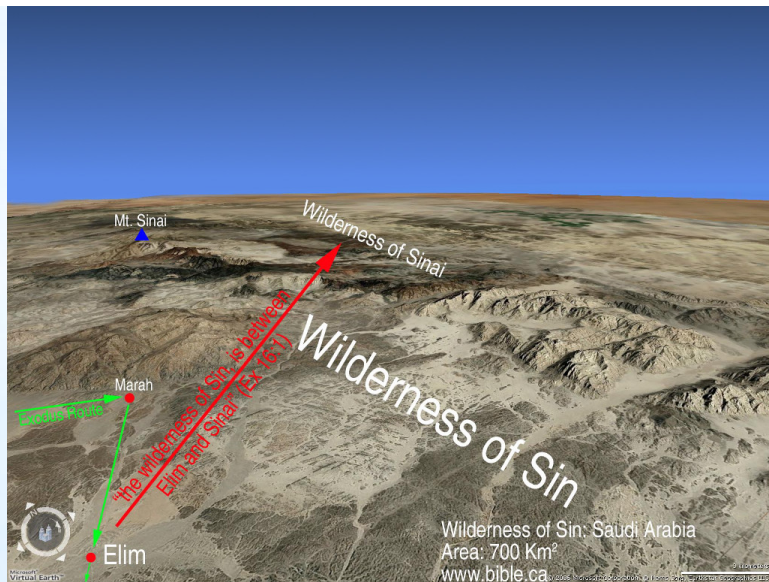 Mt. Sinai
Wilderness of Sinai
Wilderness of Sin
Marah
Exodus Route
"the wilderness of Sin, is between
Elim and Sinai" (Ex 16:1)
Elim
Wilderness of Sin: Saudi Arabia
Area: 700 Km²
www.bible.ca
Microsoft®
Virtual Earth™